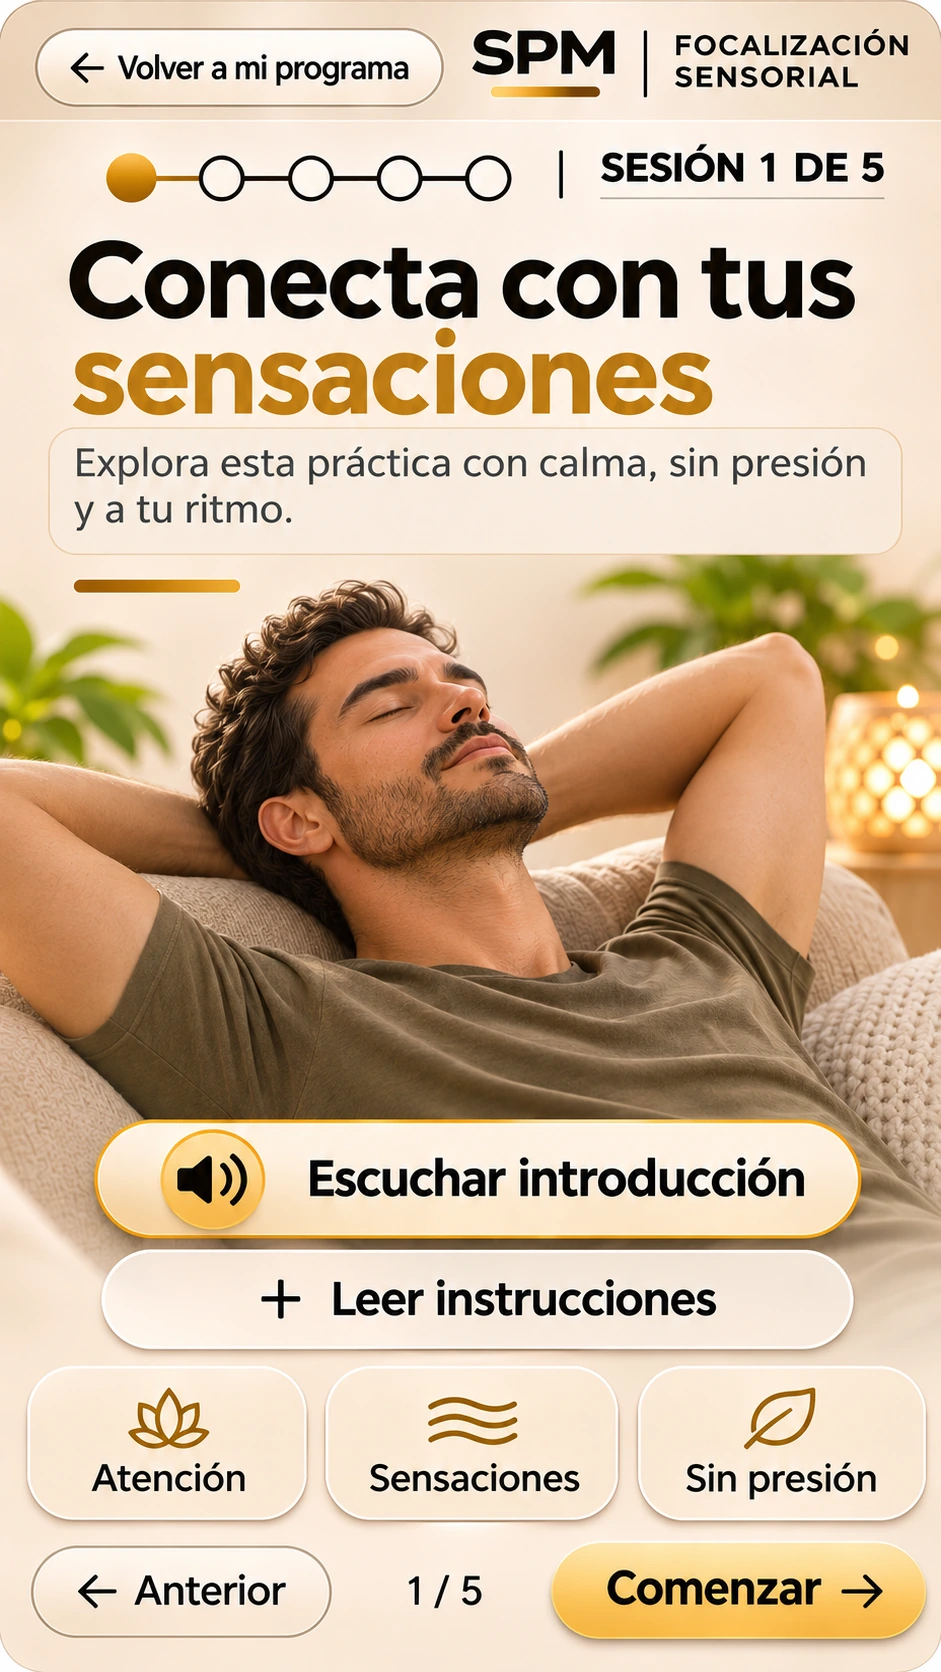 ← Volver a mi programa
SPM
FOCALIZACIÓN
SENSORIAL
SESIÓN 1 DE 5
Conecta con tus
sensaciones
Explora esta práctica con calma, sin presión
y a tu ritmo.
Escuchar introducción
+ Leer instrucciones
Atención
Sensaciones
Sin presión
← Anterior
1 / 5
Comenzar →